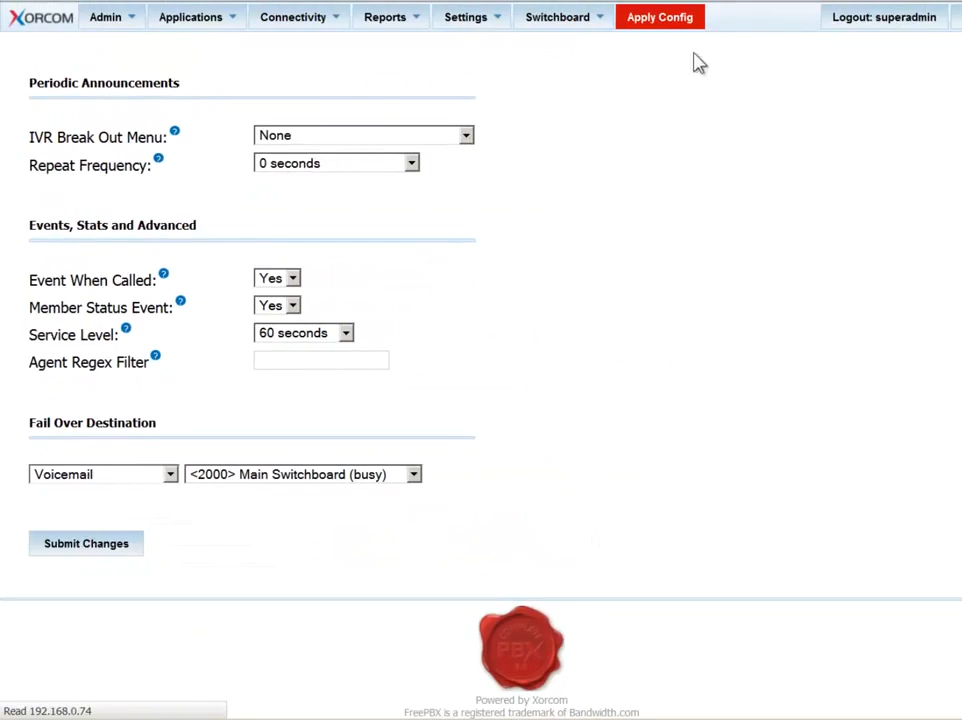 XORCOM Admin Applications Connectivity Reports Settings Switchboard Apply Config Logout: superadmin
Periodic Announcements
IVR Break Out Menu: ? None
Repeat Frequency: ? 0 seconds
Events, Stats and Advanced
Event When Called: ? Yes
Member Status Event: ? Yes
Service Level: ? 60 seconds
Agent Regex Filter ?
Fail Over Destination
Voicemail <2000> Main Switchboard (busy)
Submit Changes
PBX
Powered by Xorcom
FreePBX is a registered trademark of Bandwidth.com
Read 192.168.0.74